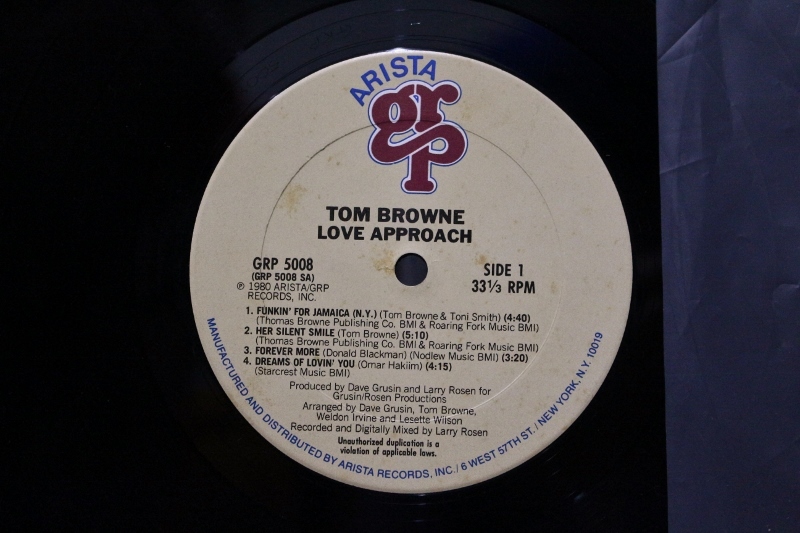 ARISTA
grp
TOM BROWNE
LOVE APPROACH
GRP 5008
(GRP 5008 SA)
℗ 1980 ARISTA/GRP
RECORDS, INC.
SIDE 1
33⅓ RPM
1. FUNKIN' FOR JAMAICA (N.Y.) (Tom Browne & Toni Smith) (4:40)
(Thomas Browne Publishing Co. BMI & Roaring Fork Music BMI)
2. HER SILENT SMILE (Tom Browne) (5:10)
(Thomas Browne Publishing Co. BMI & Roaring Fork Music BMI)
3. FOREVER MORE (Donald Blackman) (Nodlew Music BMI) (3:20)
4. DREAMS OF LOVIN' YOU (Omar Hakiim) (4:15)
(Starcrest Music BMI)
Produced by Dave Grusin and Larry Rosen for
Grusin/Rosen Productions
Arranged by Dave Grusin, Tom Browne,
Weldon Irvine and Lesette Wilson
Recorded and Digitally Mixed by Larry Rosen
Unauthorized duplication is a
violation of applicable laws.
MANUFACTURED AND DISTRIBUTED BY ARISTA RECORDS, INC./6 WEST 57TH ST./NEW YORK, N.Y. 10019